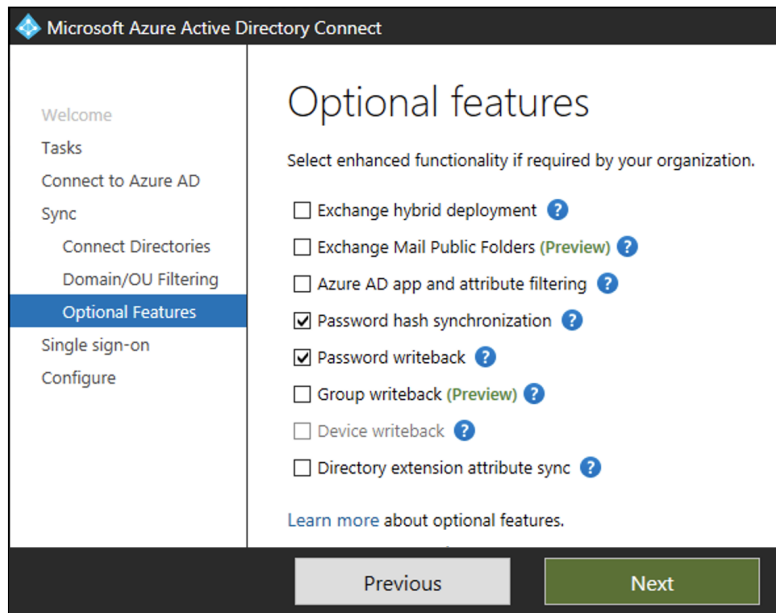 Microsoft Azure Active Directory Connect
Welcome
Tasks
Connect to Azure AD
Sync
Connect Directories
Domain/OU Filtering
Optional Features
Single sign-on
Configure
Optional features
Select enhanced functionality if required by your organization.
Exchange hybrid deployment ?
Exchange Mail Public Folders (Preview) ?
Azure AD app and attribute filtering ?
Password hash synchronization ?
Password writeback ?
Group writeback (Preview) ?
Device writeback ?
Directory extension attribute sync ?
Learn more about optional features.
Previous
Next